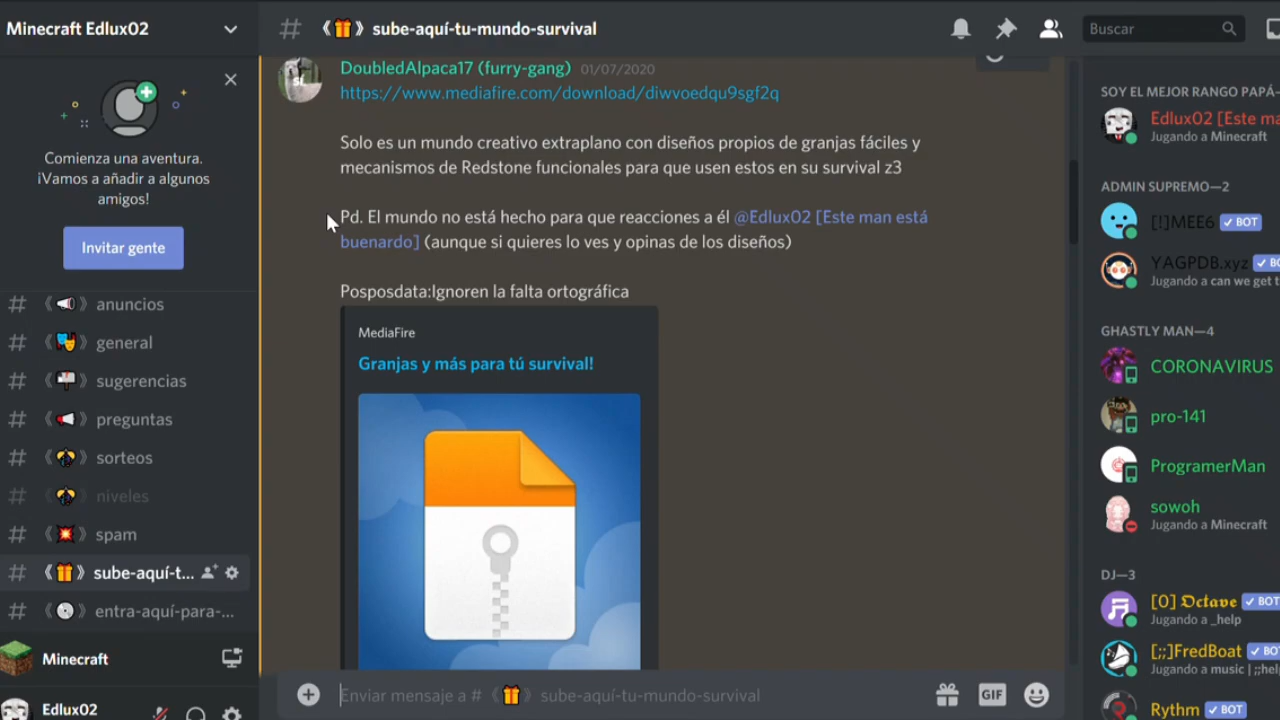 Minecraft Edlux02
Comienza una aventura.
¡Vamos a añadir a algunos
amigos!
Invitar gente
# 《 》 anuncios
# 《 》 general
# 《 》 sugerencias
# 《 》 preguntas
# 《 》 sorteos
# 《 》 niveles
# 《 》 spam
# 《 》 sube-aquí-t...
# 《 》 entra-aquí-para-...
Minecraft
Edlux02
# 《 》 sube-aquí-tu-mundo-survival
Buscar
DoubledAlpaca17 (furry-gang) 01/07/2020
https://www.mediafire.com/download/diwvoedqu9sgf2q
Solo es un mundo creativo extraplano con diseños propios de granjas fáciles y
mecanismos de Redstone funcionales para que usen estos en su survival z3
Pd. El mundo no está hecho para que reacciones a él @Edlux02 [Este man está
buenardo] (aunque si quieres lo ves y opinas de los diseños)
Posposdata:Ignoren la falta ortográfica
MediaFire
Granjas y más para tú survival!
Enviar mensaje a # 《 》 sube-aquí-tu-mundo-survival
GIF
SOY EL MEJOR RANGO PAPÁ—
Edlux02 [Este ma
Jugando a Minecraft
ADMIN SUPREMO—2
[!]MEE6 BOT
YAGPDB.xyz BO
Jugando a can we get t
GHASTLY MAN—4
CORONAVIRUS
pro-141
ProgramerMan
sowoh
Jugando a Minecraft
DJ—3
[O] Octave BOT
Jugando a _help
[;;]FredBoat BO
Jugando a music | ;;hel
Rythm BOT